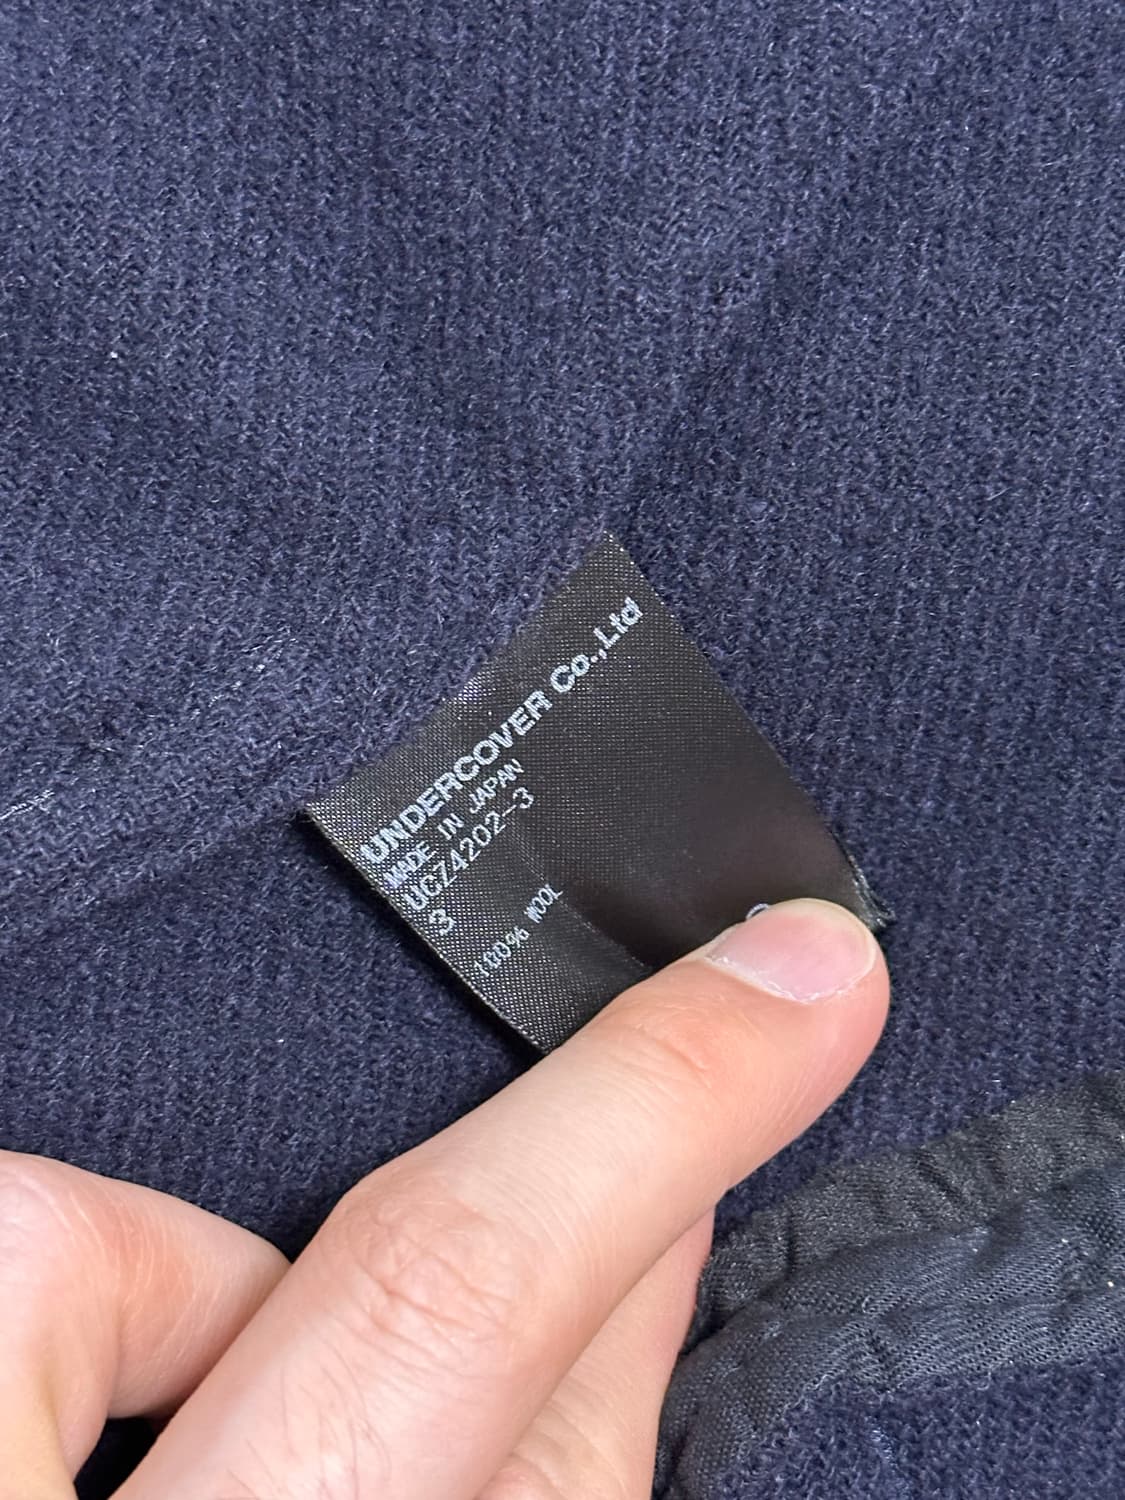 UNDERCOVER Co.,Ltd
MADE IN JAPAN
UCZ4202-3
3
100% WOOL